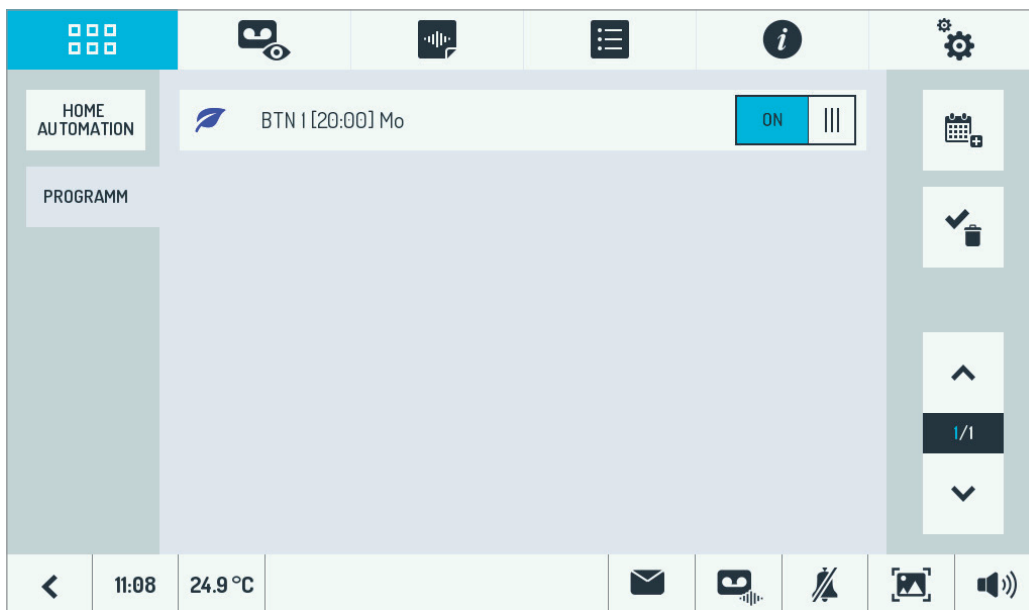 HOME
AUTOMATION
BTN 1 [20:00] Mo
ON
PROGRAMM
1/1
11:08
24.9 °C